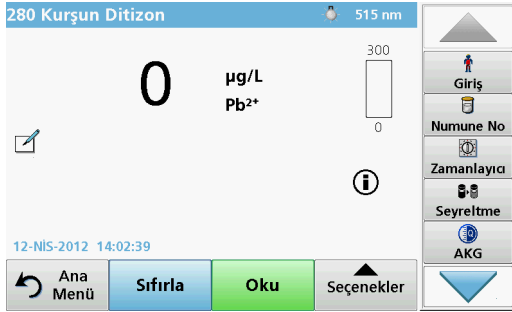 280 Kurşun Ditizon
515 nm
0
µg/L
Pb²⁺
300
0
12-NİS-2012 14:02:39
Ana
Menü
Sıfırla
Oku
Seçenekler
Giriş
Numune No
Zamanlayıcı
Seyreltme
AKG